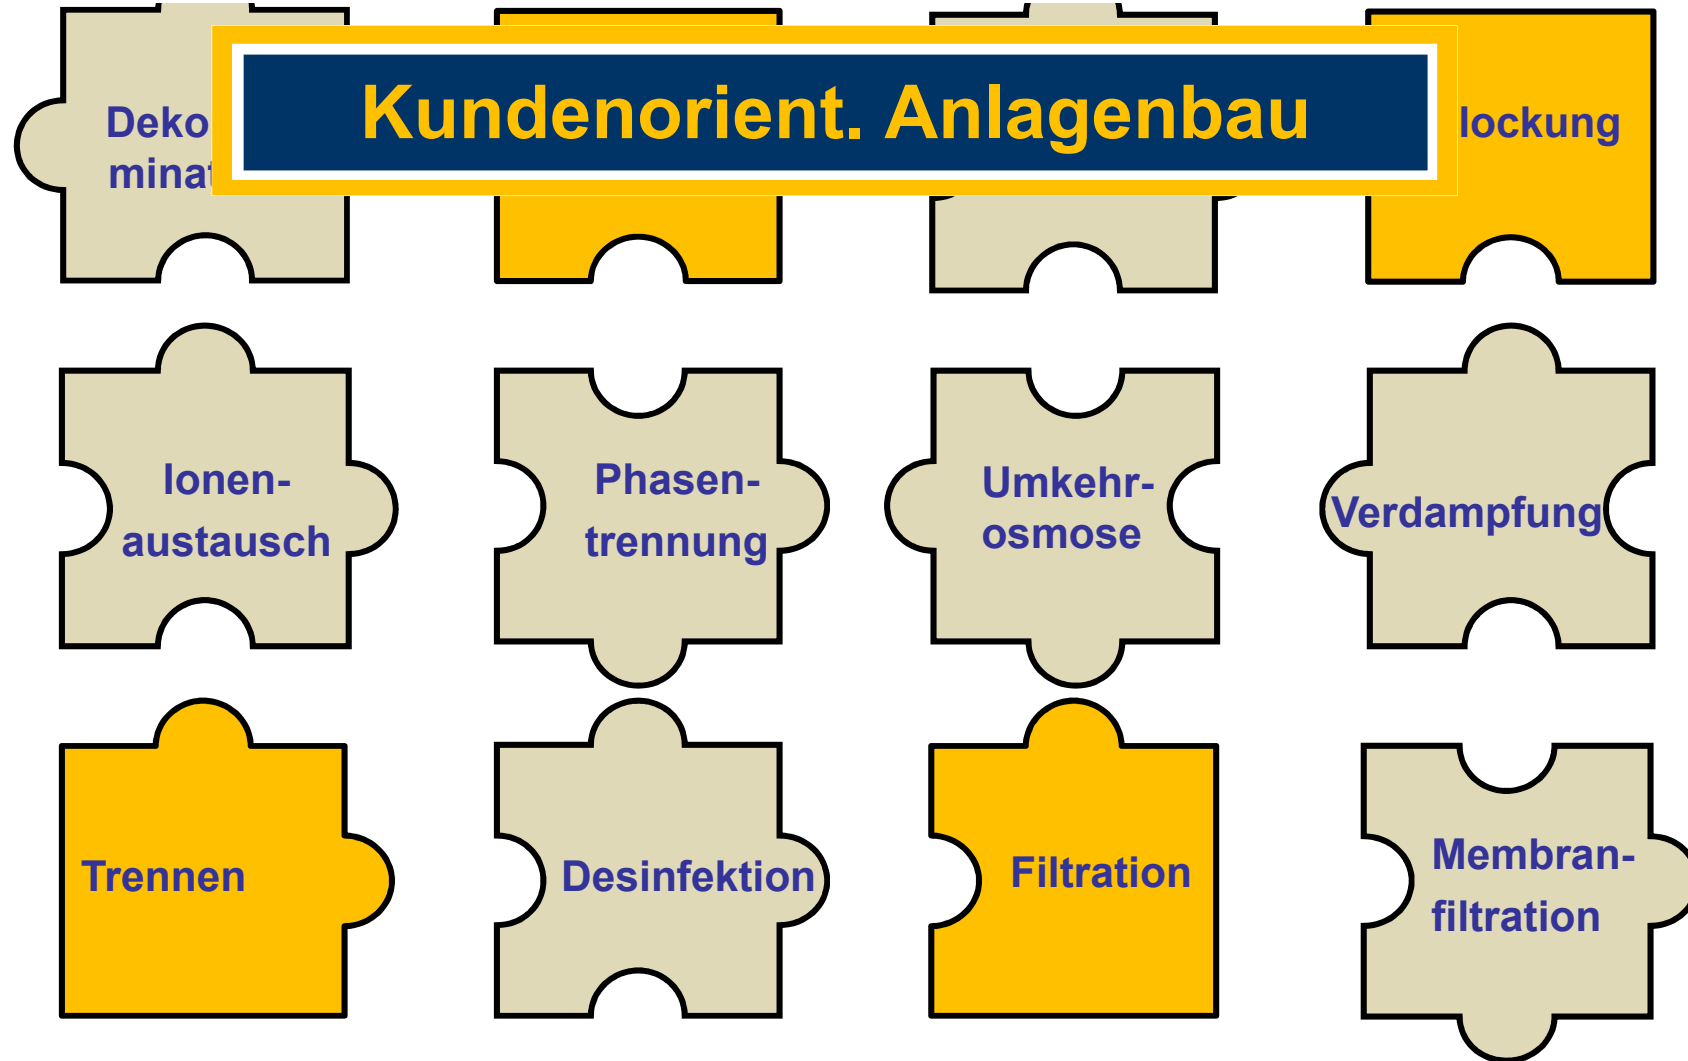 Kundenorient. Anlagenbau
Deko
minat
lockung
Ionen-
austausch
Phasen-
trennung
Umkehr-
osmose
Verdampfung
Trennen
Desinfektion
Filtration
Membran-
filtration